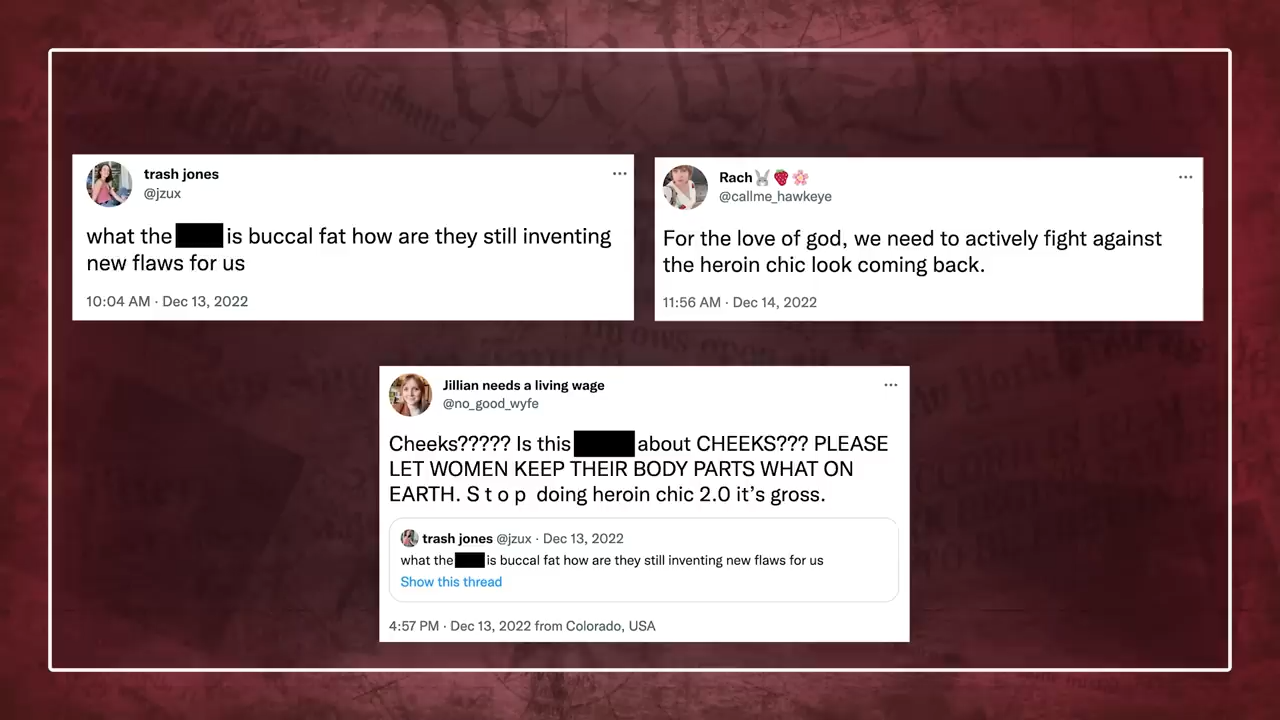 trash jones
@jzux
what the is buccal fat how are they still inventing
new flaws for us
10:04 AM · Dec 13, 2022
Rach🐰🍓🌸
@callme_hawkeye
For the love of god, we need to actively fight against
the heroin chic look coming back.
11:56 AM · Dec 14, 2022
Jillian needs a living wage
@no_good_wyfe
Cheeks????? Is this about CHEEKS??? PLEASE
LET WOMEN KEEP THEIR BODY PARTS WHAT ON
EARTH. S t o p doing heroin chic 2.0 it’s gross.
trash jones @jzux · Dec 13, 2022
what the is buccal fat how are they still inventing new flaws for us
Show this thread
4:57 PM · Dec 13, 2022 from Colorado, USA